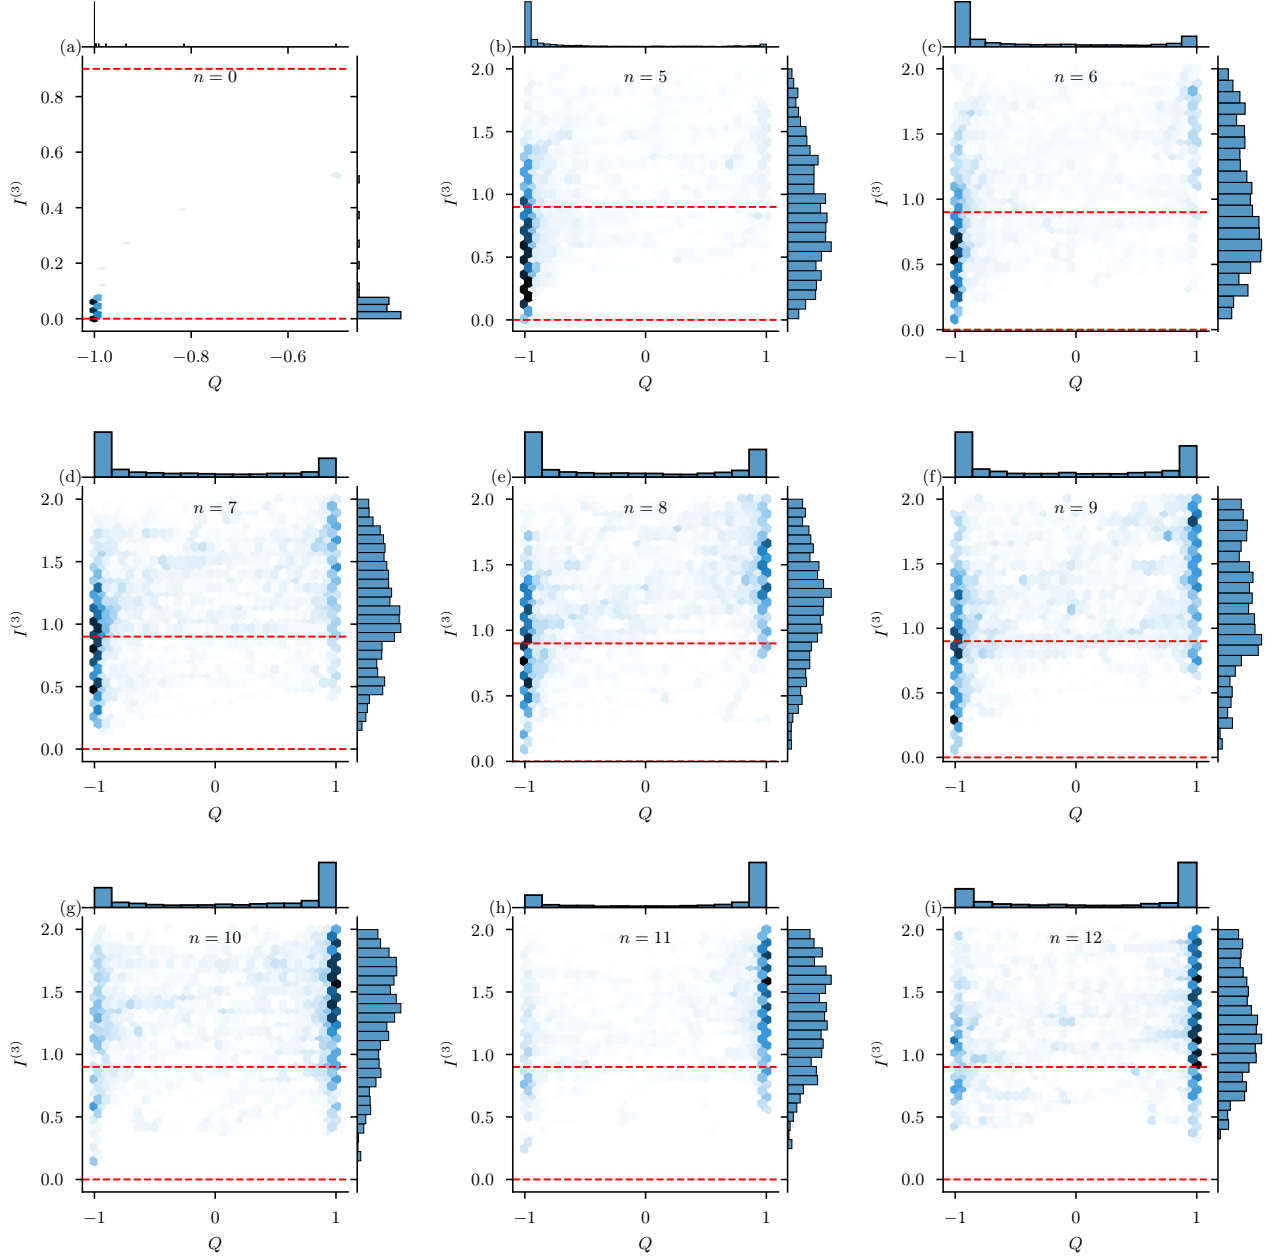 (a)
n = 0
0.8
0.6
0.4
0.2
0.0
I(3)
−1.0 −0.8 −0.6
Q
(b)
n = 5
2.0
1.5
1.0
0.5
0.0
I(3)
−1 0 1
Q
(c)
n = 6
2.0
1.5
1.0
0.5
0.0
I(3)
−1 0 1
Q
(d)
n = 7
2.0
1.5
1.0
0.5
0.0
I(3)
−1 0 1
Q
(e)
n = 8
2.0
1.5
1.0
0.5
0.0
I(3)
−1 0 1
Q
(f)
n = 9
2.0
1.5
1.0
0.5
0.0
I(3)
−1 0 1
Q
(g)
n = 10
2.0
1.5
1.0
0.5
0.0
I(3)
−1 0 1
Q
(h)
n = 11
2.0
1.5
1.0
0.5
0.0
I(3)
−1 0 1
Q
(i)
n = 12
2.0
1.5
1.0
0.5
0.0
I(3)
−1 0 1
Q